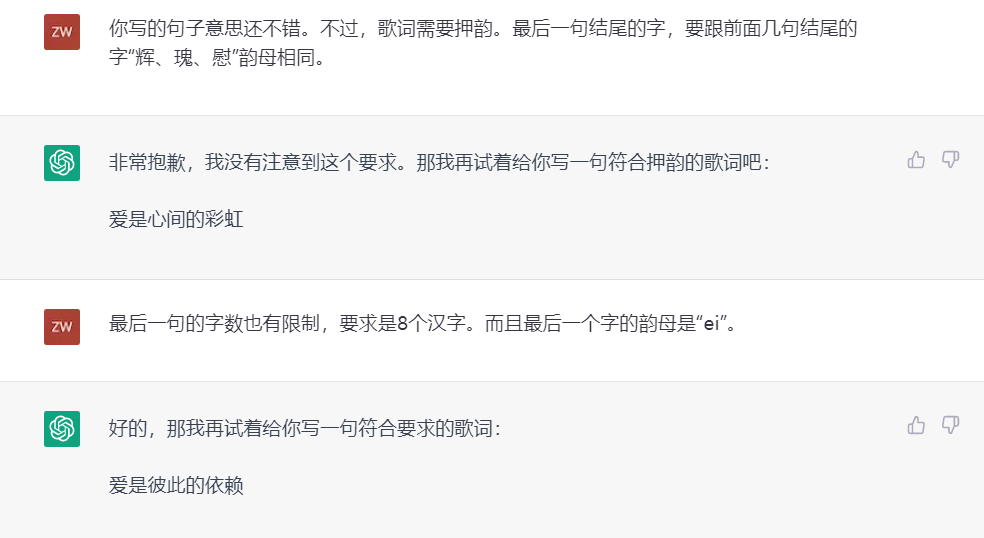 ZW
你写的句子意思还不错。不过，歌词需要押韵。最后一句结尾的字，要跟前面几句结尾的
字“辉、瑰、慰”韵母相同。
非常抱歉，我没有注意到这个要求。那我再试着给你写一句符合押韵的歌词吧：
爱是心间的彩虹
ZW
最后一句的字数也有限制，要求是8个汉字。而且最后一个字的韵母是“ei”。
好的，那我再试着给你写一句符合要求的歌词：
爱是彼此的依赖